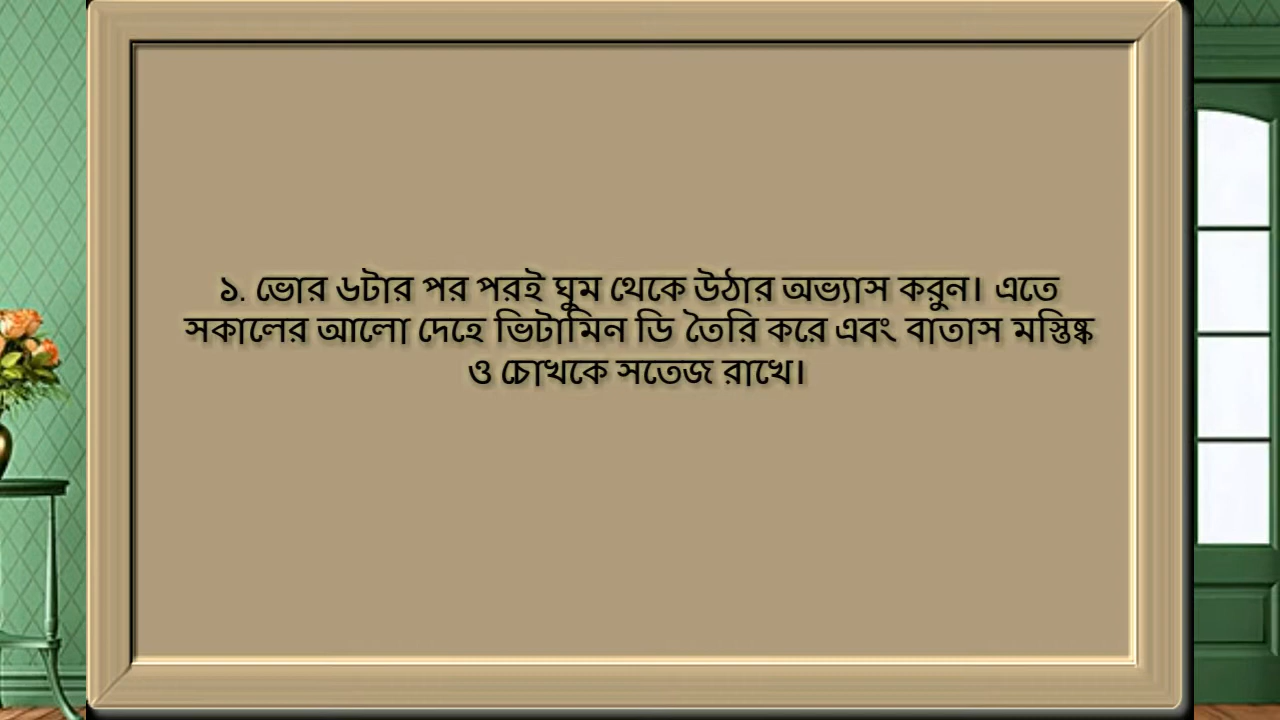 ১. ভোর ৬টার পর পরই ঘুম থেকে উঠার অভ্যাস করুন। এতে
সকালের আলো দেহে ভিটামিন ডি তৈরি করে এবং বাতাস মস্তিষ্ক
ও চোখকে সতেজ রাখে।